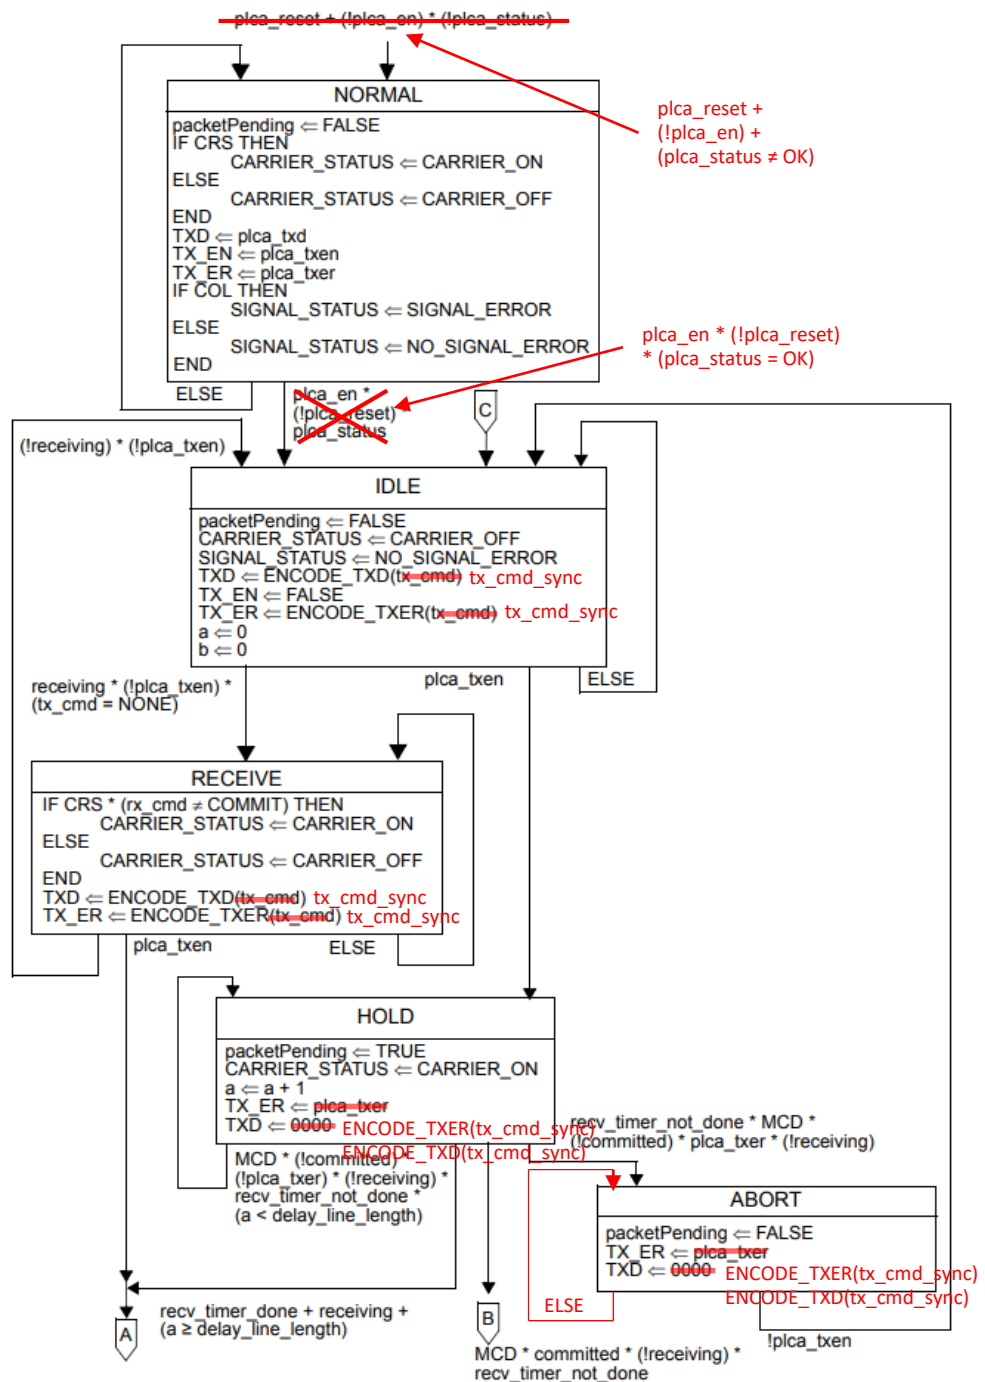 plca_reset + (!plca_en) * (!plca_status)
plca_reset +
(!plca_en) +
(plca_status ≠ OK)
NORMAL
packetPending ⇐ FALSE
IF CRS THEN
CARRIER_STATUS ⇐ CARRIER_ON
ELSE
CARRIER_STATUS ⇐ CARRIER_OFF
END
TXD ⇐ plca_txd
TX_EN ⇐ plca_txen
TX_ER ⇐ plca_txer
IF COL THEN
SIGNAL_STATUS ⇐ SIGNAL_ERROR
ELSE
SIGNAL_STATUS ⇐ NO_SIGNAL_ERROR
END
plca_en * (!plca_reset)
* (plca_status = OK)
ELSE
plca_en *
(!plca_reset)
plca_status
C
(!receiving) * (!plca_txen)
IDLE
packetPending ⇐ FALSE
CARRIER_STATUS ⇐ CARRIER_OFF
SIGNAL_STATUS ⇐ NO_SIGNAL_ERROR
TXD ⇐ ENCODE_TXD(tx_cmd) tx_cmd_sync
TX_EN ⇐ FALSE
TX_ER ⇐ ENCODE_TXER(tx_cmd) tx_cmd_sync
a ⇐ 0
b ⇐ 0
receiving * (!plca_txen) *
(tx_cmd = NONE)
plca_txen
ELSE
RECEIVE
IF CRS * (rx_cmd ≠ COMMIT) THEN
CARRIER_STATUS ⇐ CARRIER_ON
ELSE
CARRIER_STATUS ⇐ CARRIER_OFF
END
TXD ⇐ ENCODE_TXD(tx_cmd) tx_cmd_sync
TX_ER ⇐ ENCODE_TXER(tx_cmd) tx_cmd_sync
plca_txen
ELSE
HOLD
packetPending ⇐ TRUE
CARRIER_STATUS ⇐ CARRIER_ON
a ⇐ a + 1
TX_ER ⇐ plca_txer
TXD ⇐ 0000 ENCODE_TXER(tx_cmd_sync)
ENCODE_TXD(tx_cmd_sync)
recv_timer_not_done * MCD *
(!committed) * plca_txer * (!receiving)
MCD * (!committed) *
(!plca_txer) * (!receiving) *
recv_timer_not_done *
(a < delay_line_length)
ABORT
packetPending ⇐ FALSE
TX_ER ⇐ plca_txer
TXD ⇐ 0000 ENCODE_TXER(tx_cmd_sync)
ENCODE_TXD(tx_cmd_sync)
ELSE
!plca_txen
A
recv_timer_done + receiving +
(a ≥ delay_line_length)
B
MCD * committed * (!receiving) *
recv_timer_not_done